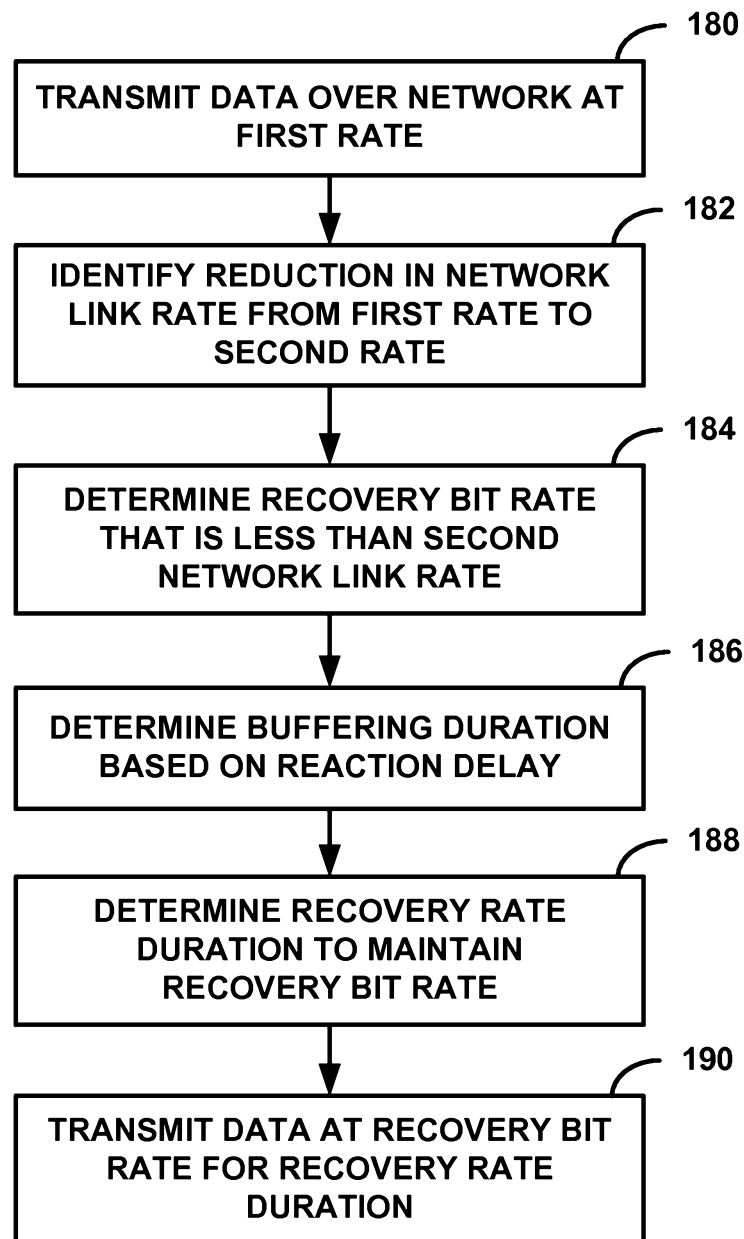 180
TRANSMIT DATA OVER NETWORK AT
FIRST RATE
182
IDENTIFY REDUCTION IN NETWORK
LINK RATE FROM FIRST RATE TO
SECOND RATE
184
DETERMINE RECOVERY BIT RATE
THAT IS LESS THAN SECOND
NETWORK LINK RATE
186
DETERMINE BUFFERING DURATION
BASED ON REACTION DELAY
188
DETERMINE RECOVERY RATE
DURATION TO MAINTAIN
RECOVERY BIT RATE
190
TRANSMIT DATA AT RECOVERY BIT
RATE FOR RECOVERY RATE
DURATION